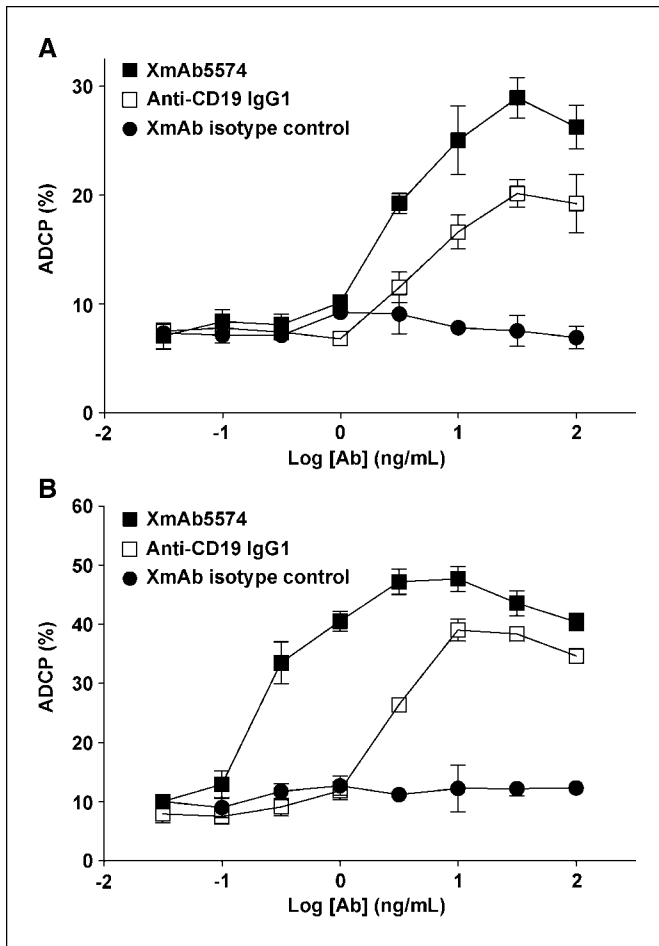 A
XmAb5574
Anti-CD19 IgG1
XmAb isotype control
30
20
10
0
ADCP (%)
-2 -1 0 1 2
Log [Ab] (ng/mL)
B
XmAb5574
Anti-CD19 IgG1
XmAb isotype control
60
50
40
30
20
10
0
ADCP (%)
-2 -1 0 1 2
Log [Ab] (ng/mL)